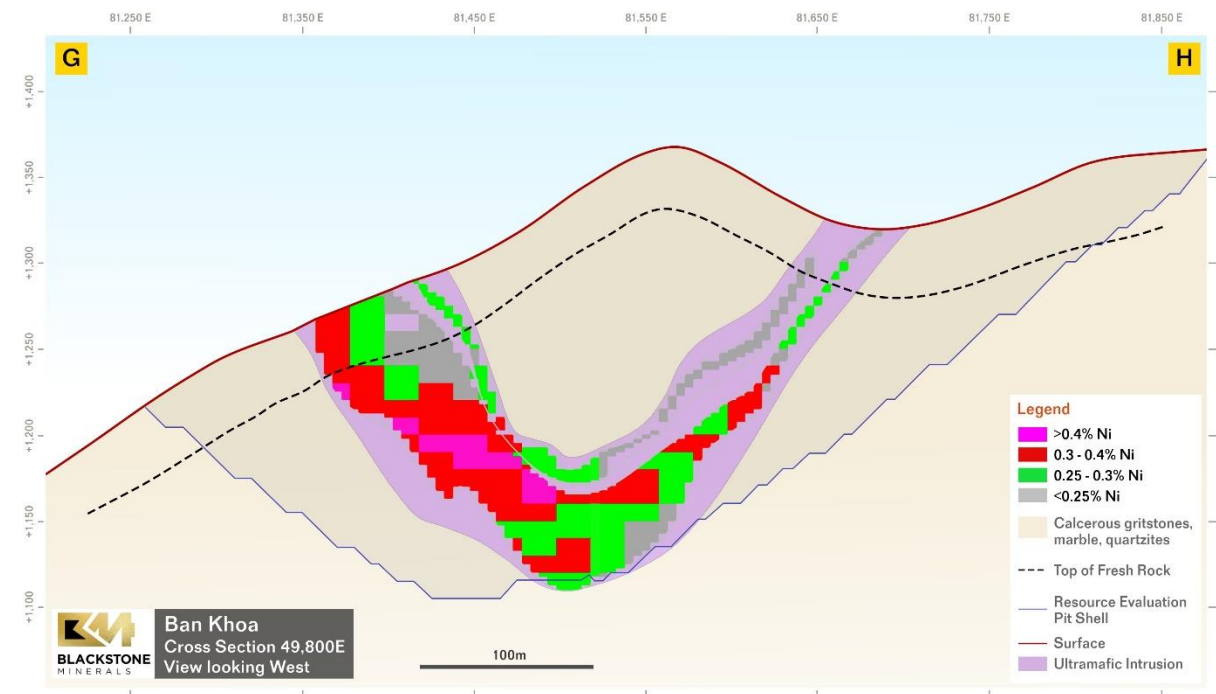 81.250 E
81.350 E
81.450 E
81.550 E
81.650 E
81.750 E
81.850 E
G
H
+1,400
+1,350
+1,300
+1,250
+1,200
+1,150
+1,100
Legend
>0.4% Ni
0.3 - 0.4% Ni
0.25 - 0.3% Ni
<0.25% Ni
Calcerous gritstones,
marble, quartzites
Top of Fresh Rock
Resource Evaluation
Pit Shell
Surface
Ultramafic Intrusion
BLACKSTONE
MINERALS
Ban Khoa
Cross Section 49,800E
View looking West
100m